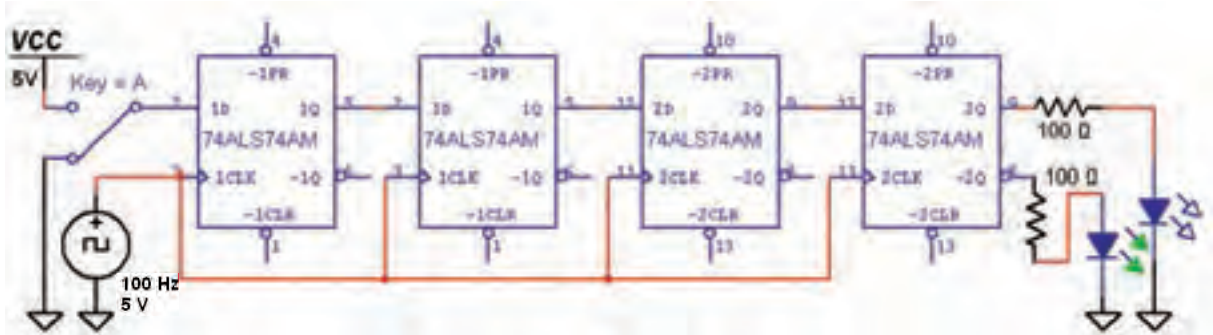 VCC
5V
Key = A
4
~1PR
2
1D
1Q
5
74ALS74AM
3
1CLK
~1Q
6
~1CLR
1
4
~1PR
2
1D
1Q
5
74ALS74AM
3
1CLK
~1Q
6
~1CLR
1
10
~2PR
12
2D
2Q
9
74ALS74AM
11
2CLK
~2Q
8
~2CLR
13
10
~2PR
12
2D
2Q
9
74ALS74AM
11
2CLK
~2Q
8
~2CLR
13
100 Ω
100 Ω
100 Hz
5 V